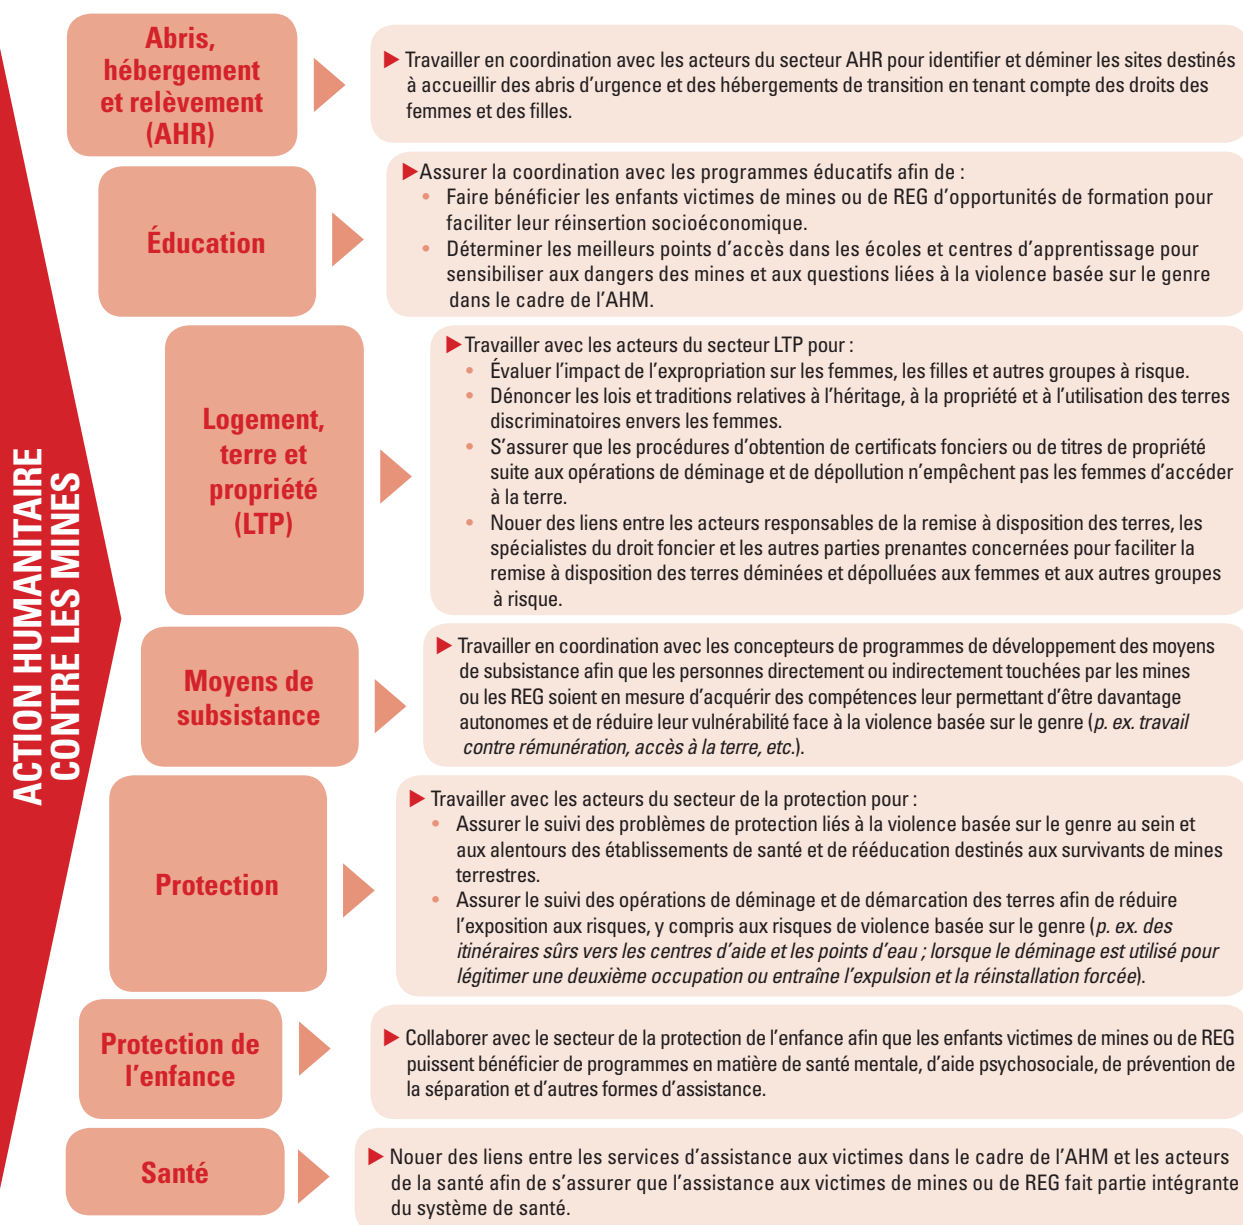 ACTION HUMANITAIRE
CONTRE LES MINES
Abris,
hébergement
et relèvement
(AHR)
▶ Travailler en coordination avec les acteurs du secteur AHR pour identifier et déminer les sites destinés
à accueillir des abris d’urgence et des hébergements de transition en tenant compte des droits des
femmes et des filles.
Éducation
▶Assurer la coordination avec les programmes éducatifs afin de :
• Faire bénéficier les enfants victimes de mines ou de REG d’opportunités de formation pour
faciliter leur réinsertion socioéconomique.
• Déterminer les meilleurs points d’accès dans les écoles et centres d’apprentissage pour
sensibiliser aux dangers des mines et aux questions liées à la violence basée sur le genre
dans le cadre de l’AHM.
Logement,
terre et
propriété
(LTP)
▶Travailler avec les acteurs du secteur LTP pour :
• Évaluer l’impact de l’expropriation sur les femmes, les filles et autres groupes à risque.
• Dénoncer les lois et traditions relatives à l’héritage, à la propriété et à l’utilisation des terres
discriminatoires envers les femmes.
• S’assurer que les procédures d’obtention de certificats fonciers ou de titres de propriété
suite aux opérations de déminage et de dépollution n’empêchent pas les femmes d’accéder
à la terre.
• Nouer des liens entre les acteurs responsables de la remise à disposition des terres, les
spécialistes du droit foncier et les autres parties prenantes concernées pour faciliter la
remise à disposition des terres déminées et dépolluées aux femmes et aux autres groupes
à risque.
Moyens de
subsistance
▶ Travailler en coordination avec les concepteurs de programmes de développement des moyens
de subsistance afin que les personnes directement ou indirectement touchées par les mines
ou les REG soient en mesure d’acquérir des compétences leur permettant d’être davantage
autonomes et de réduire leur vulnérabilité face à la violence basée sur le genre (p. ex. travail
contre rémunération, accès à la terre, etc.).
Protection
▶ Travailler avec les acteurs du secteur de la protection pour :
• Assurer le suivi des problèmes de protection liés à la violence basée sur le genre au sein et
aux alentours des établissements de santé et de rééducation destinés aux survivants de mines
terrestres.
• Assurer le suivi des opérations de déminage et de démarcation des terres afin de réduire
l’exposition aux risques, y compris aux risques de violence basée sur le genre (p. ex. des
itinéraires sûrs vers les centres d’aide et les points d’eau ; lorsque le déminage est utilisé pour
légitimer une deuxième occupation ou entraîne l’expulsion et la réinstallation forcée).
Protection de
l’enfance
▶ Collaborer avec le secteur de la protection de l’enfance afin que les enfants victimes de mines ou de REG
puissent bénéficier de programmes en matière de santé mentale, d’aide psychosociale, de prévention de
la séparation et d’autres formes d’assistance.
Santé
▶ Nouer des liens entre les services d’assistance aux victimes dans le cadre de l’AHM et les acteurs
de la santé afin de s’assurer que l’assistance aux victimes de mines ou de REG fait partie intégrante
du système de santé.